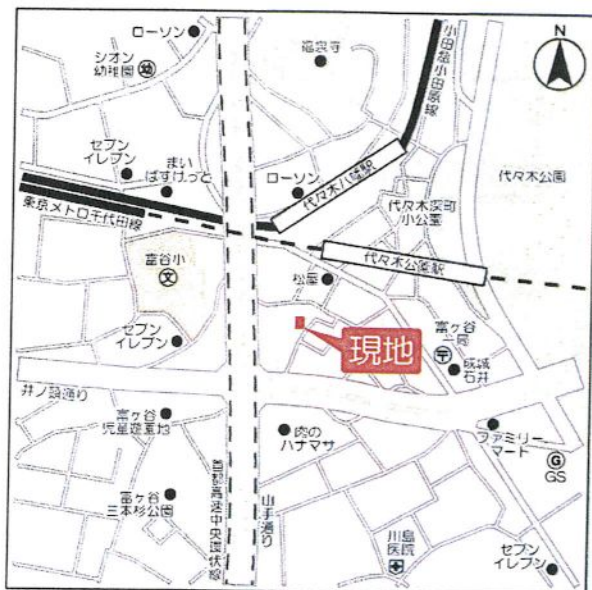 ローソン
シオン
幼稚園
幼
福泉寺
小田急小田原線
N
セブン
イレブン
まい
ばすけっと
ローソン
代々木八幡駅
代々木公園
代々木深町
小公園
東京メトロ千代田線
代々木公園駅
富谷小
文
松屋
セブン
イレブン
現地
富ヶ谷
一局
〒
成城
石井
井ノ頭通り
富ヶ谷
児童遊園地
肉の
ハナマサ
ファミリー
マート
G
GS
富ヶ谷
三本杉公園
首都高速中央環状線
山手通り
川島
医院
セブン
イレブン